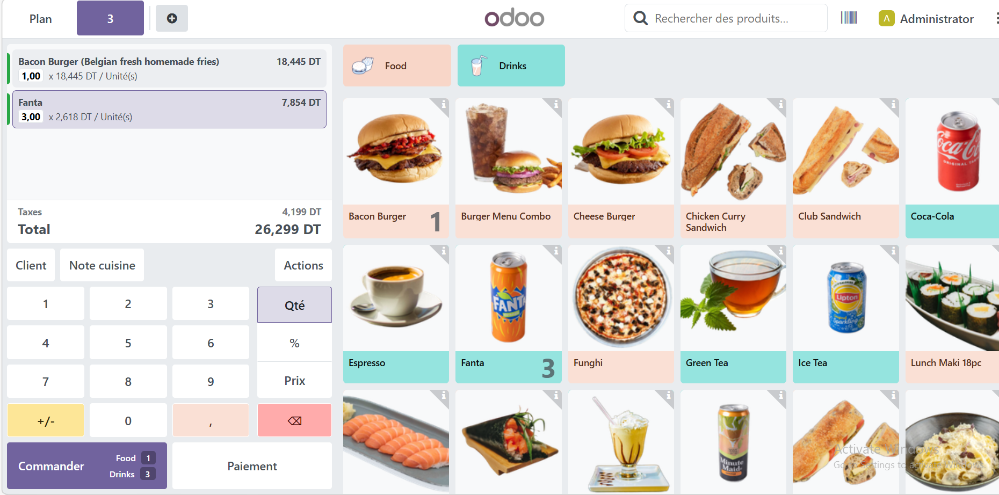 Plan
3
odoo
Rechercher des produits...
A
Administrator
Bacon Burger (Belgian fresh homemade fries) 18,445 DT
1,00 x 18,445 DT / Unité(s)
Fanta 7,854 DT
3,00 x 2,618 DT / Unité(s)
Taxes 4,199 DT
Total 26,299 DT
Client
Note cuisine
Actions
1 2 3 Qté
4 5 6 %
7 8 9 Prix
+/- 0 , ⌫
Commander
Food 1
Drinks 3
Paiement
Food
Drinks
Coca-Cola
ORIGINAL
Bacon Burger 1
Burger Menu Combo
Cheese Burger
Chicken Curry
Sandwich
Club Sandwich
Coca-Cola
FANTA
Lipton
Sparkling
Espresso
Fanta 3
Funghi
Green Tea
Ice Tea
Lunch Maki 18pc
Minute
Maid
Activate Windows
Go to Settings to activate Windows.